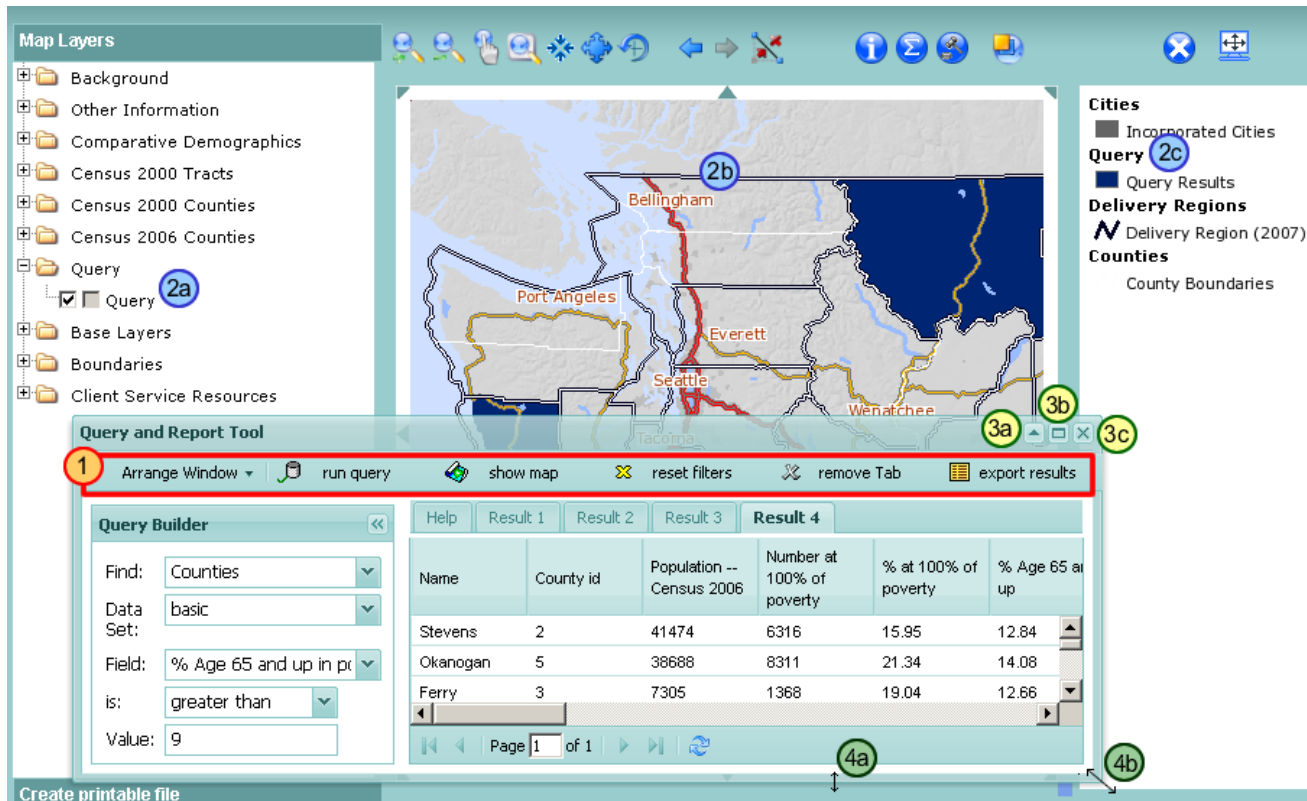 Map Layers
Background
Other Information
Comparative Demographics
Census 2000 Tracts
Census 2000 Counties
Census 2006 Counties
Query
Query 2a
Base Layers
Boundaries
Client Service Resources
2b
Bellingham
Port Angeles
Everett
Seattle
Wenatchee
Tacoma
Cities
Incorporated Cities
Query 2c
Query Results
Delivery Regions
Delivery Region (2007)
Counties
County Boundaries
Query and Report Tool
3a
3b
3c
1
Arrange Window run query show map reset filters remove Tab export results
Query Builder
Find: Counties
Data Set: basic
Field: % Age 65 and up in
is: greater than
Value: 9
Help Result 1 Result 2 Result 3 Result 4
Name County id Population -- Census 2006 Number at 100% of poverty % at 100% of poverty % Age 65 up
Stevens 2 41474 6316 15.95 12.84
Okanogan 5 38688 8311 21.34 14.08
Ferry 3 7305 1368 19.04 12.66
Page 1 of 1
4a
4b
Create printable file